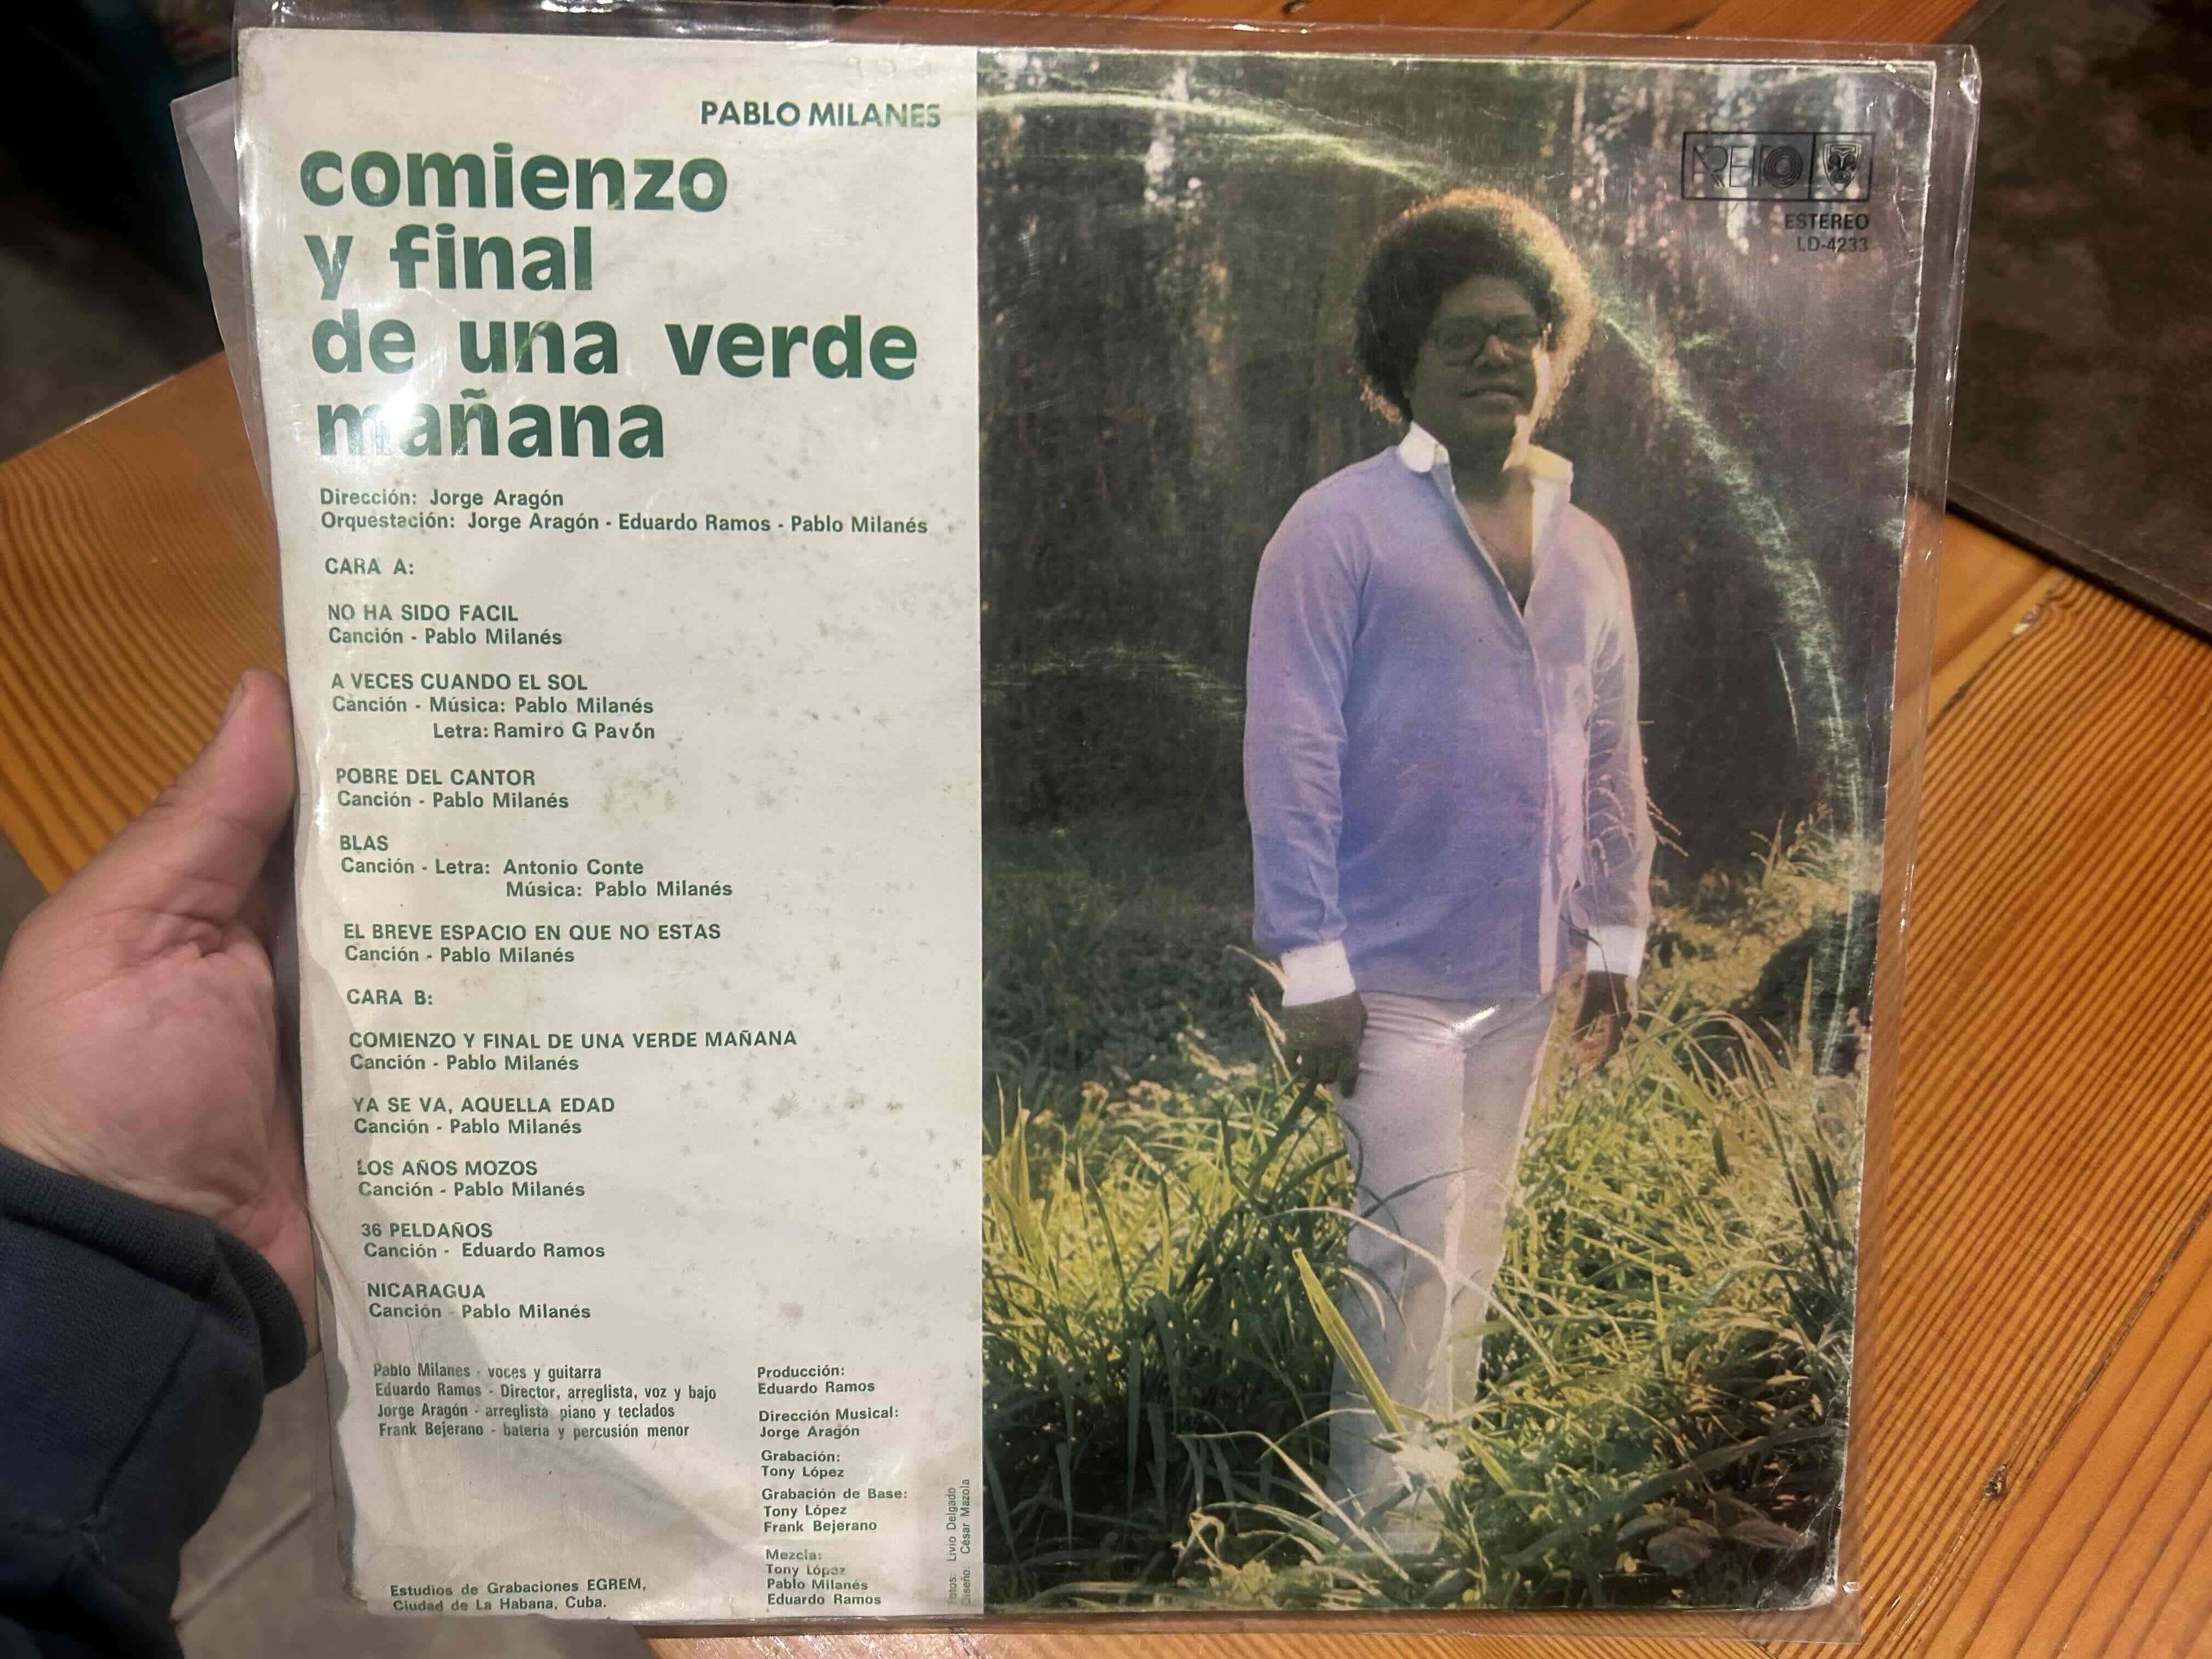 PABLO MILANES
comienzo
y final
de una verde
mañana
Dirección: Jorge Aragón
Orquestación: Jorge Aragón - Eduardo Ramos - Pablo Milanés
CARA A:
NO HA SIDO FACIL
Canción - Pablo Milanés
A VECES CUANDO EL SOL
Canción - Música: Pablo Milanés
Letra: Ramiro G Pavón
POBRE DEL CANTOR
Canción - Pablo Milanés
BLAS
Canción - Letra: Antonio Conte
Música: Pablo Milanés
EL BREVE ESPACIO EN QUE NO ESTAS
Canción - Pablo Milanés
CARA B:
COMIENZO Y FINAL DE UNA VERDE MAÑANA
Canción - Pablo Milanés
YA SE VA, AQUELLA EDAD
Canción - Pablo Milanés
LOS AÑOS MOZOS
Canción - Pablo Milanés
36 PELDAÑOS
Canción - Eduardo Ramos
NICARAGUA
Canción - Pablo Milanés
Pablo Milanes - voces y guitarra
Eduardo Ramos - Director, arreglista, voz y bajo
Jorge Aragón - arreglista piano y teclados
Frank Bejerano - bateria y percusión menor
Estudios de Grabaciones EGREM,
Ciudad de La Habana, Cuba.
Producción:
Eduardo Ramos
Dirección Musical:
Jorge Aragón
Grabación:
Tony López
Grabación de Base:
Tony López
Frank Bejerano
Mezcla:
Tony López
Pablo Milanés
Eduardo Ramos
Fotos: Livio Delgado
Diseño: César Mazola
AREITO
ESTEREO
LD-4233